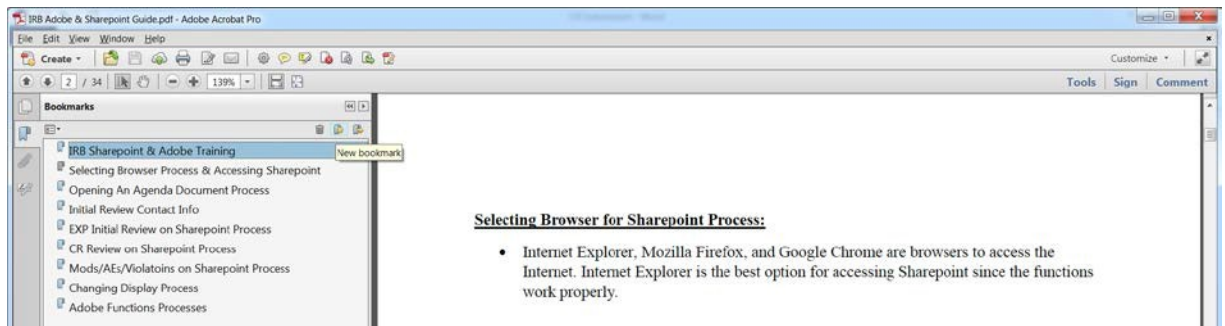 IRB Adobe & Sharepoint Guide.pdf - Adobe Acrobat Pro
File Edit View Window Help
Create Customize
2 / 34 139% Tools Sign Comment
Bookmarks
New bookmark
IRB Sharepoint & Adobe Training
Selecting Browser Process & Accessing Sharepoint
Opening An Agenda Document Process
Initial Review Contact Info
EXP Initial Review on Sharepoint Process
CR Review on Sharepoint Process
Mods/AEs/Violatoins on Sharepoint Process
Changing Display Process
Adobe Functions Processes
Selecting Browser for Sharepoint Process:
• Internet Explorer, Mozilla Firefox, and Google Chrome are browsers to access the
Internet. Internet Explorer is the best option for accessing Sharepoint since the functions
work properly.